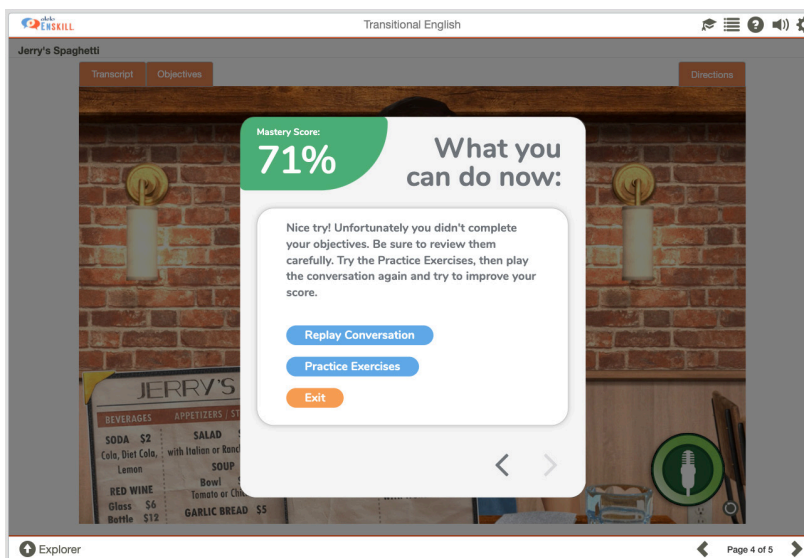 alelo
ENSKILL
Transitional English
Jerry's Spaghetti
Transcript
Objectives
Directions
Mastery Score:
71%
What you
can do now:
Nice try! Unfortunately you didn't complete
your objectives. Be sure to review them
carefully. Try the Practice Exercises, then play
the conversation again and try to improve your
score.
Replay Conversation
Practice Exercises
Exit
JERRY'S
BEVERAGES
APPETIZERS
SODA $2
Cola, Diet Cola,
Lemon
RED WINE
Glass $6
Bottle $12
SALAD
with Italian or
SOUP
Bowl
Tomato or
GARLIC BREAD $5
Explorer
Page 4 of 5